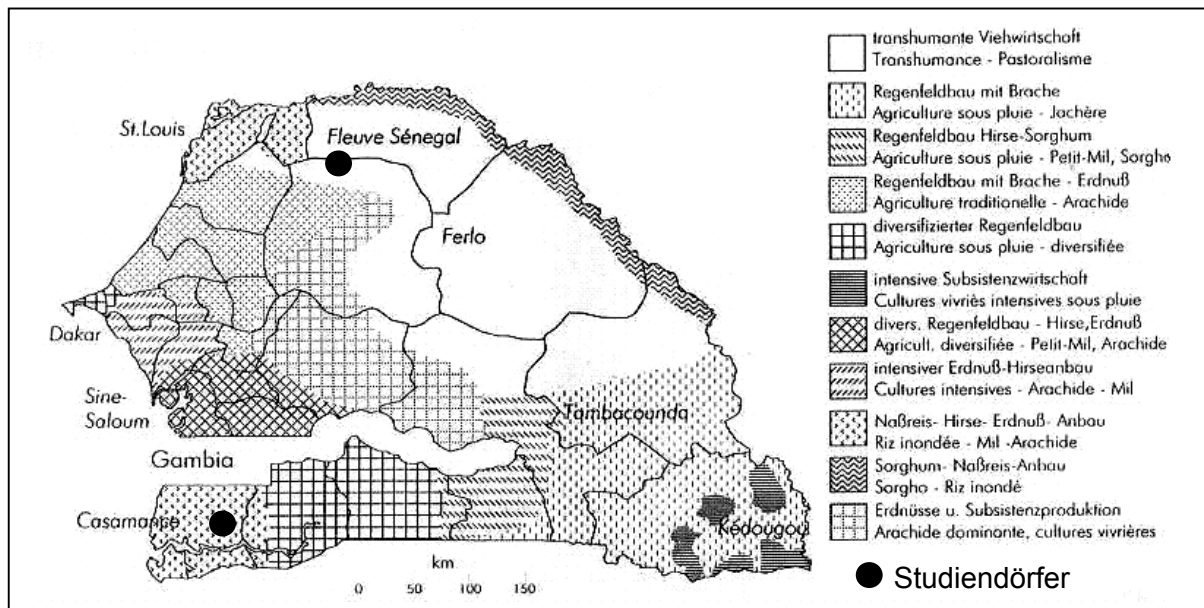 St.Louis
Fleuve Sénegal
Ferlo
Dakar
Sine-
Saloum
Tambacounda
Gambia
Casamance
Kédougou
km
0 50 100 150
transhumante Viehwirtschaft
Transhumance - Pastoralisme
Regenfeldbau mit Brache
Agriculture sous pluie - Jachère
Regenfeldbau Hirse-Sorghum
Agriculture sous pluie - Petit-Mil, Sorgho
Regenfeldbau mit Brache - Erdnuß
Agriculture traditionelle - Arachide
diversifizierter Regenfeldbau
Agriculture sous pluie - diversifiée
intensive Subsistenzwirtschaft
Cultures vivriès intensives sous pluie
divers. Regenfeldbau - Hirse,Erdnuß
Agricult. diversifiée - Petit-Mil, Arachide
intensiver Erdnuß-Hirseanbau
Cultures intensives - Arachide - Mil
Naßreis- Hirse- Erdnuß- Anbau
Riz inondée - Mil -Arachide
Sorghum- Naßreis-Anbau
Sorgho - Riz inondé
Erdnüsse u. Subsistenzproduktion
Arachide dominante, cultures vivrières
Studiendörfer